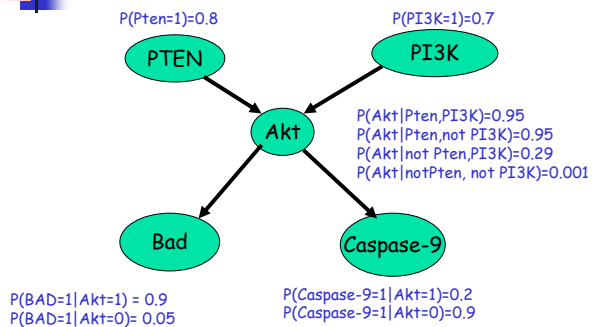 P(Pten=1)=0.8
P(PI3K=1)=0.7
PTEN
PI3K
Akt
P(Akt|Pten,PI3K)=0.95
P(Akt|Pten,not PI3K)=0.95
P(Akt|not Pten,PI3K)=0.29
P(Akt|notPten, not PI3K)=0.001
Bad
Caspase-9
P(BAD=1|Akt=1) = 0.9
P(BAD=1|Akt=0)= 0.05
P(Caspase-9=1|Akt=1)=0.2
P(Caspase-9=1|Akt=0)=0.9